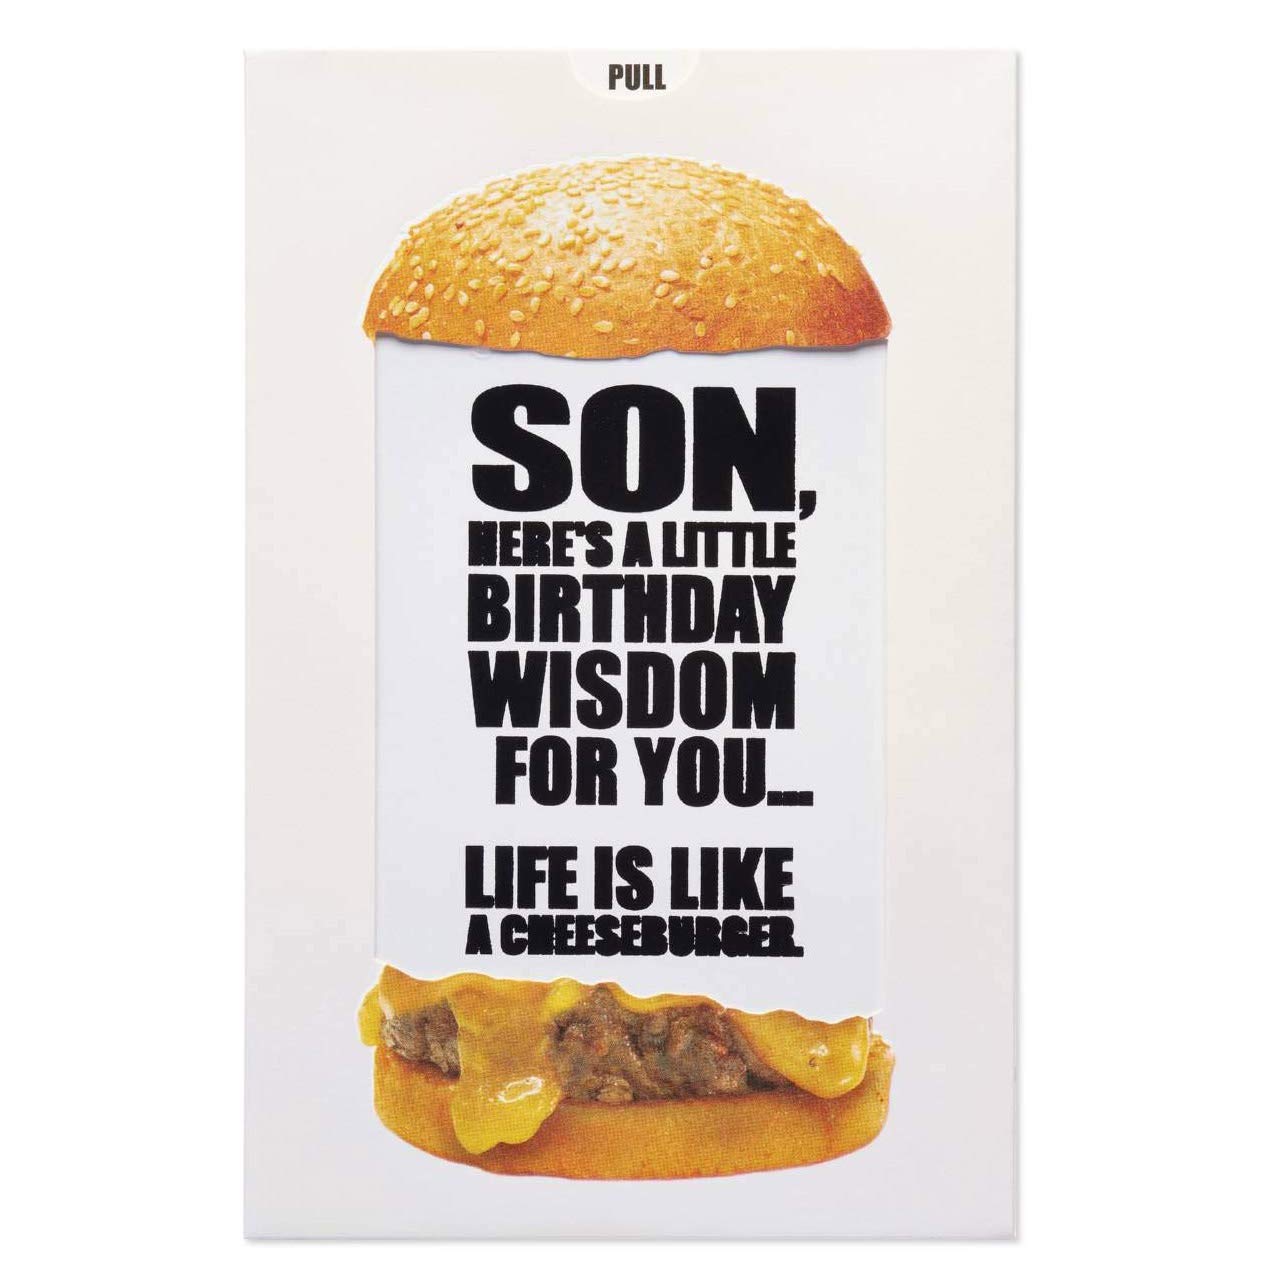 PULL
SON,
HERE'S A LITTLE
BIRTHDAY
WISDOM
FOR YOU...
LIFE IS LIKE
A CHEESEBURGER.